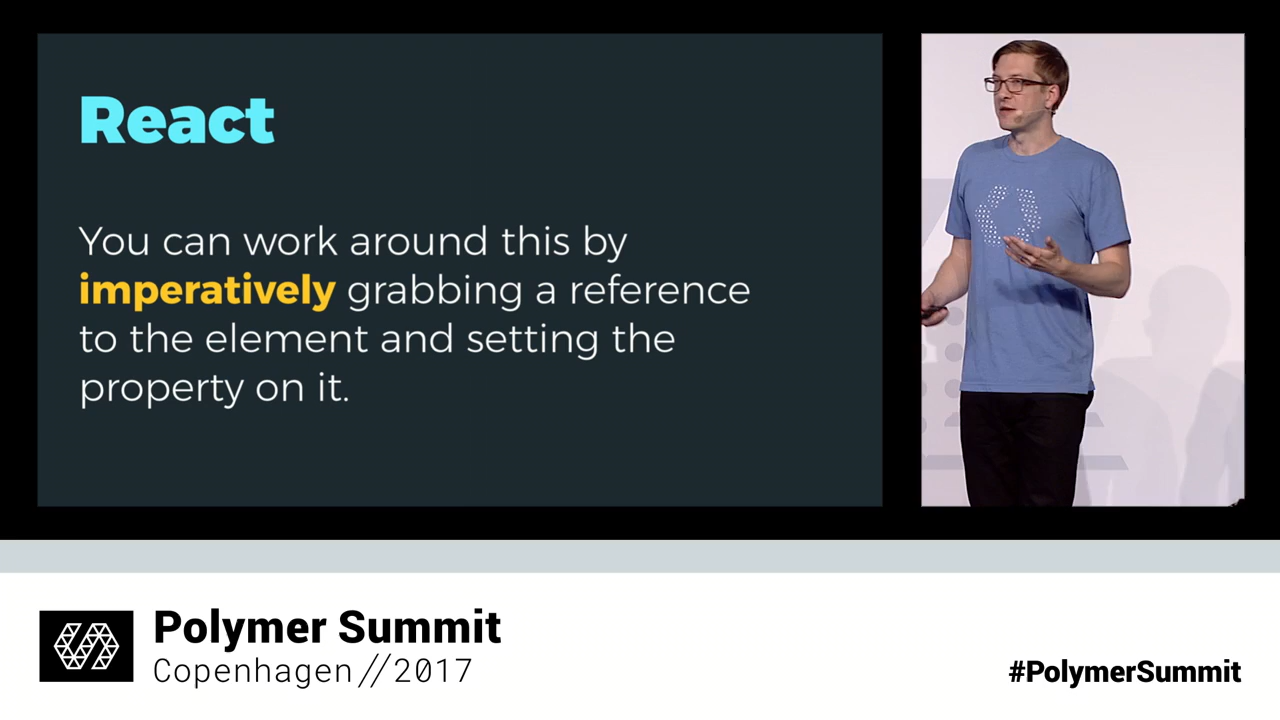 React
You can work around this by
imperatively grabbing a reference
to the element and setting the
property on it.
Polymer Summit
Copenhagen//2017
#PolymerSummit